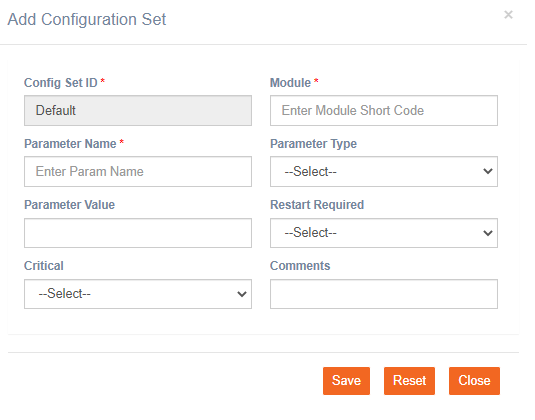 Add Configuration Set ×
Config Set ID * Module *
Default Enter Module Short Code
Parameter Name * Parameter Type
Enter Param Name --Select--
Parameter Value Restart Required
--Select--
Critical Comments
--Select--
Save Reset Close